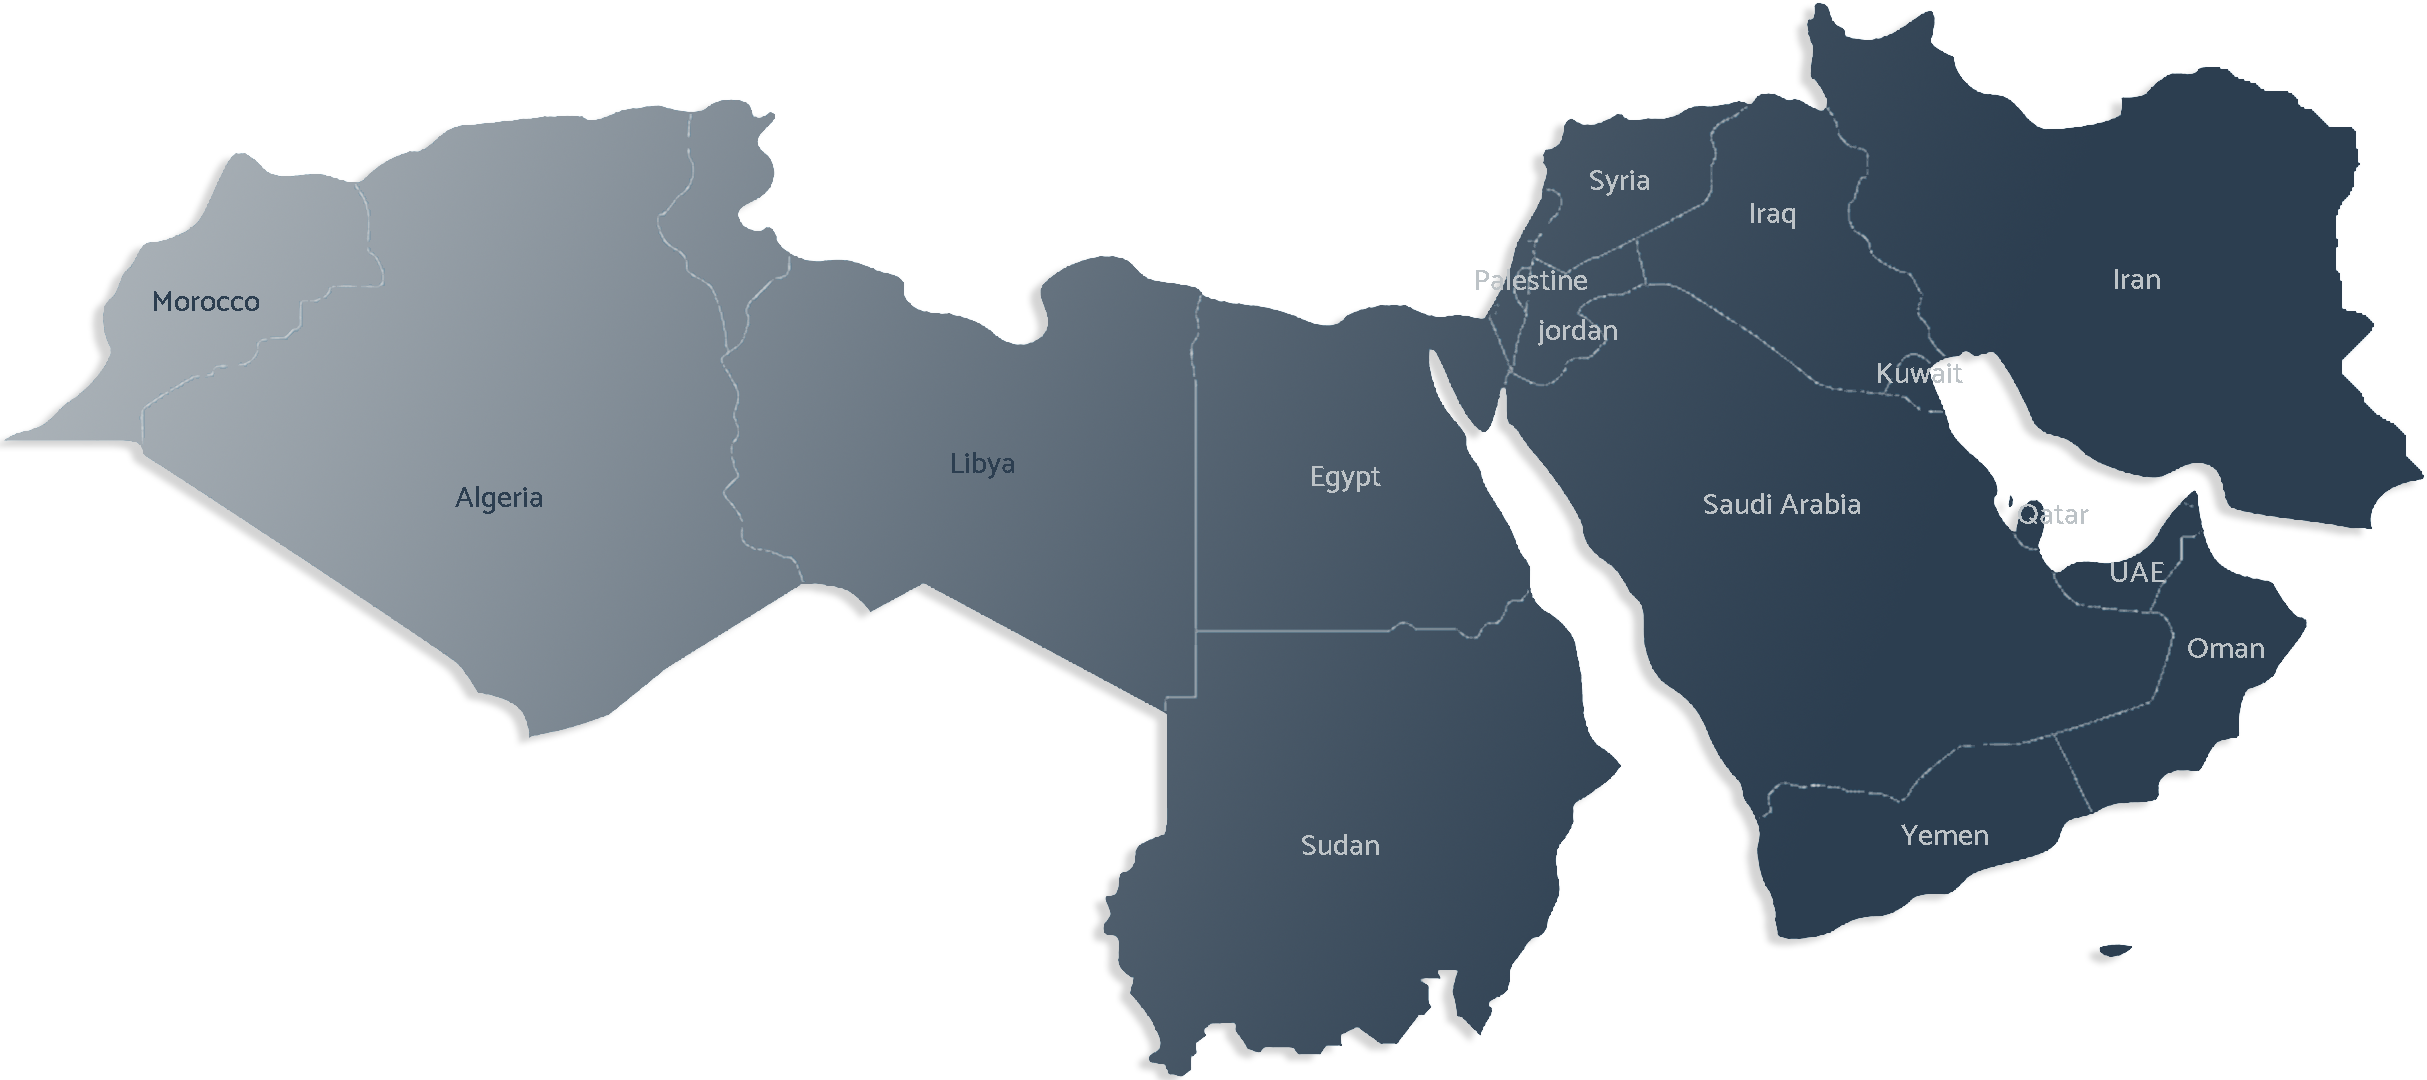 Syria
Iraq
Palestine
Iran
Morocco
jordan
Kuwait
Libya
Egypt
Algeria
Saudi Arabia
Qatar
UAE
Oman
Yemen
Sudan